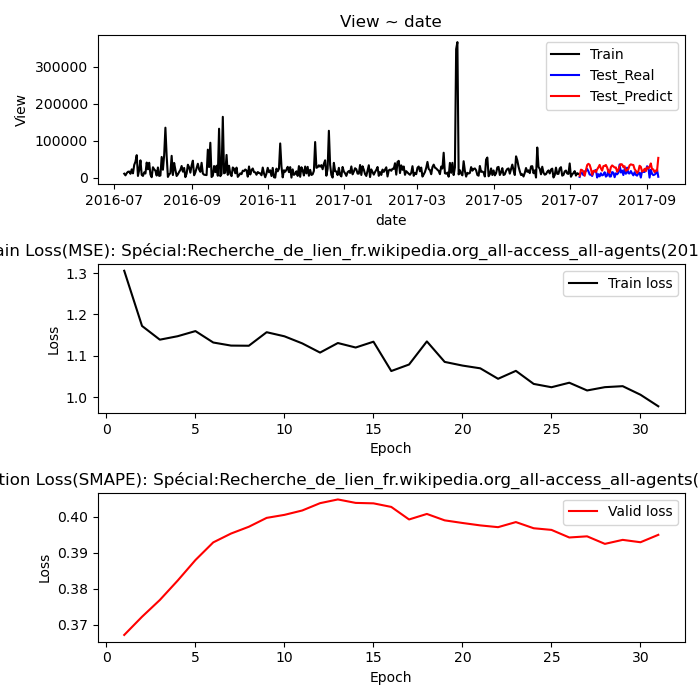 View ~ date
300000
200000
100000
0
View
Train
Test_Real
Test_Predict
2016-07 2016-09 2016-11 2017-01 2017-03 2017-05 2017-07 2017-09
date
ain Loss(MSE): Spécial:Recherche_de_lien_fr.wikipedia.org_all-access_all-agents(201
1.3
1.2
1.1
1.0
Loss
Train loss
0 5 10 15 20 25 30
Epoch
tion Loss(SMAPE): Spécial:Recherche_de_lien_fr.wikipedia.org_all-access_all-agents(
0.40
0.39
0.38
0.37
Loss
Valid loss
0 5 10 15 20 25 30
Epoch